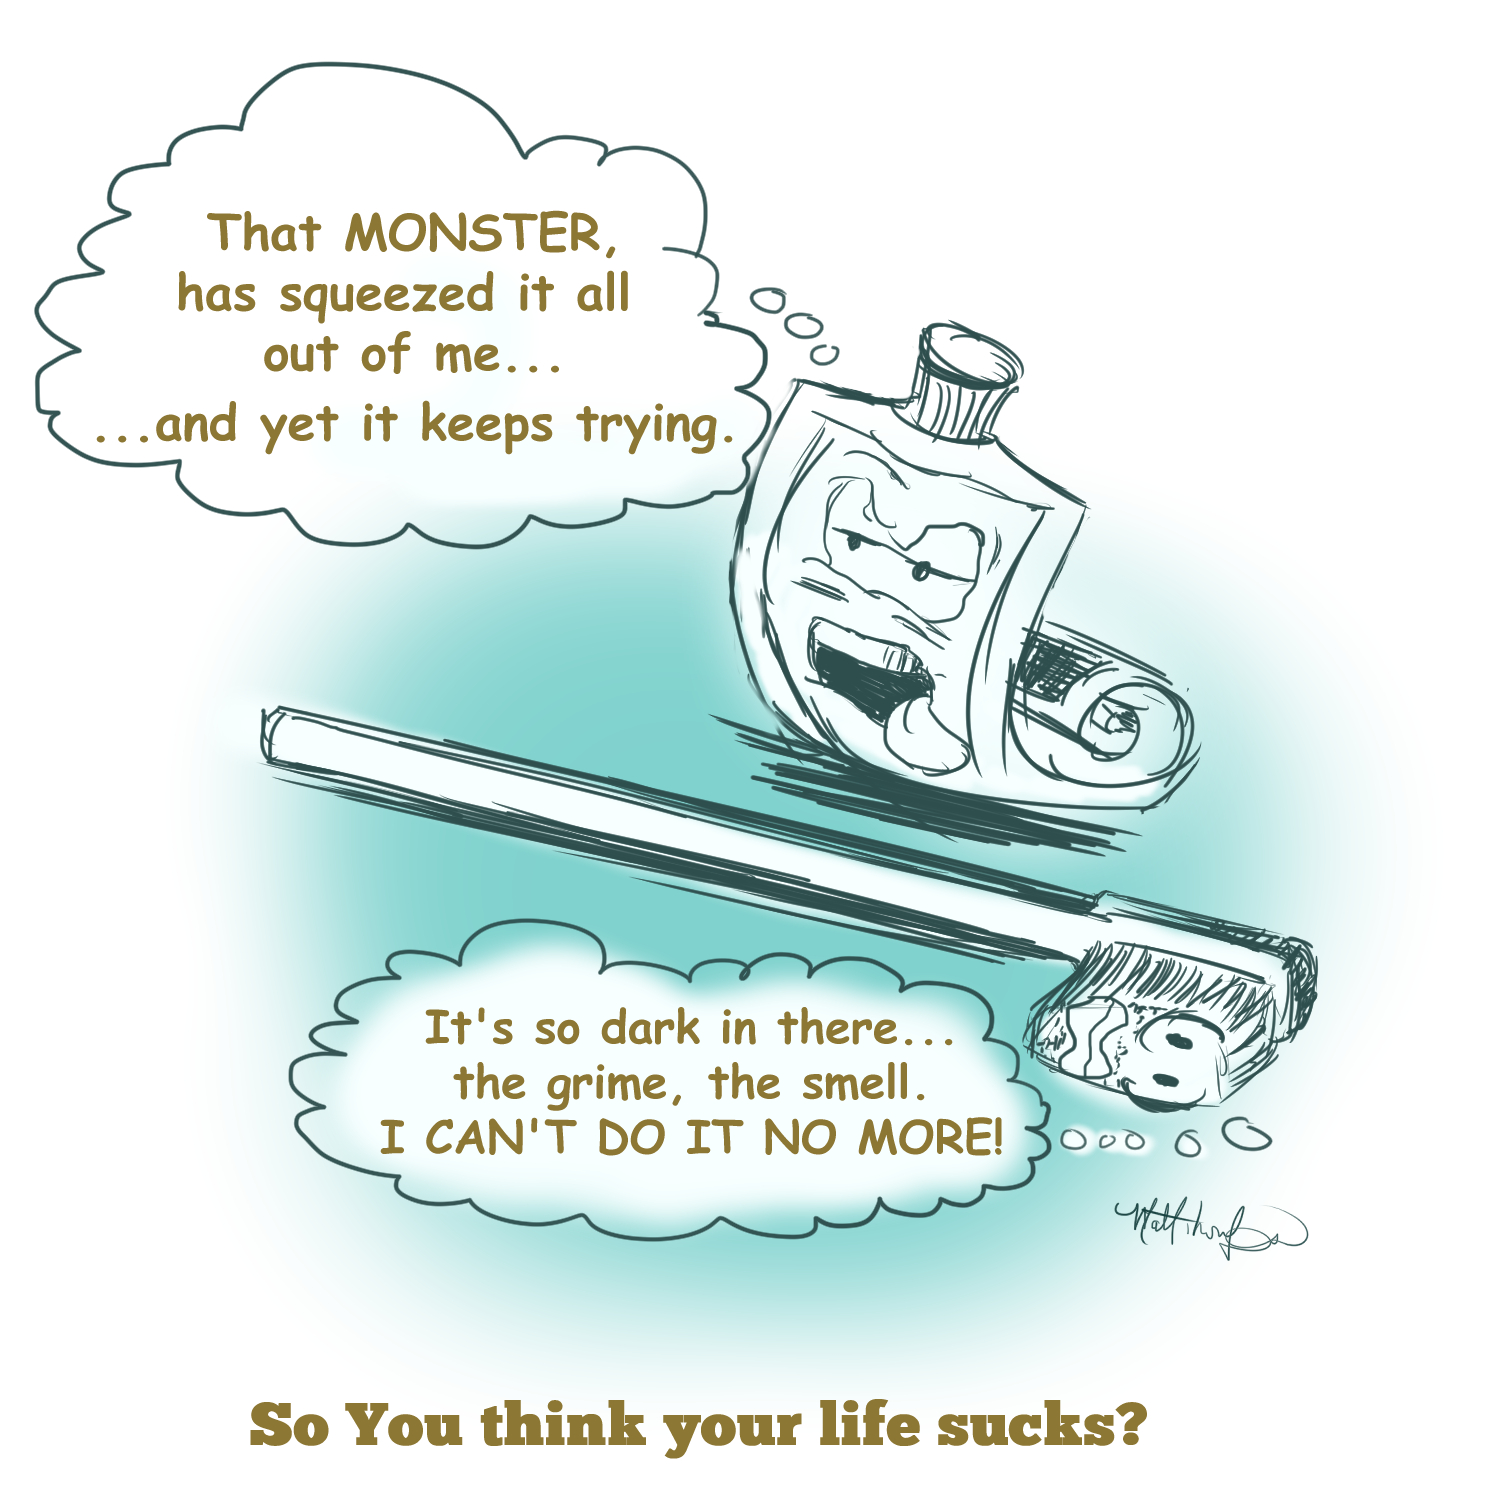 That MONSTER,
has squeezed it all
out of me...
...and yet it keeps trying.
It's so dark in there...
the grime, the smell.
I CAN'T DO IT NO MORE!
So You think your life sucks?